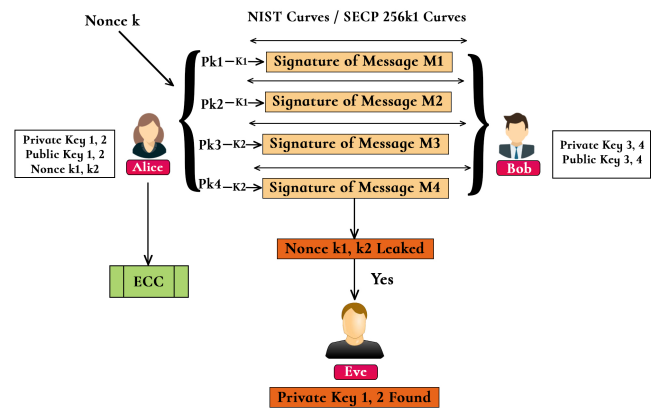 Nonce k
NIST Curves / SECP 256k1 Curves
Pk1 K1 Signature of Message M1
Pk2 K1 Signature of Message M2
Pk3 K2 Signature of Message M3
Pk4 K2 Signature of Message M4
Private Key 1, 2
Public Key 1, 2
Nonce k1, k2
Alice
Bob
Private Key 3, 4
Public Key 3, 4
Nonce k1, k2 Leaked
ECC
Yes
Eve
Private Key 1, 2 Found